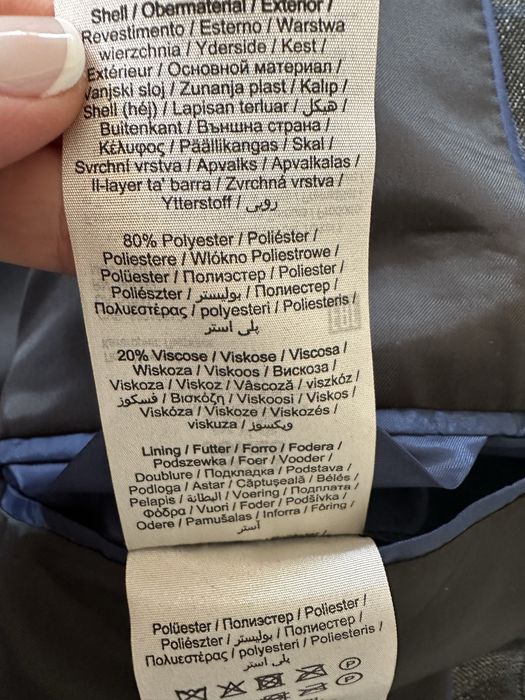 Shell / Obermaterial / Exterior /
Revestimento / Esterno / Warstwa
wierzchnia / Yderside / Kest /
Extérieur / Основной материал /
Vanjski sloj / Zunanja plast / Kalıp /
Shell (héj) / Lapisan terluar / هيكل /
Buitenkant / Външна страна /
Κέλυφος / Päällikangas / Skal /
Svrchní vrstva / Apvalks / Apvalkalas /
Il-layer ta' barra / Zvrchná vrstva /
Ytterstoff / رویی
80% Polyester / Poliéster /
Poliestere / Włókno Poliestrowe /
Polüester / Полиэстер / Poliester /
Poliészter / بوليستر / Полиестер /
Πολυεστέρας / polyesteri / Poliesteris /
پلی استر
20% Viscose / Viskose / Viscosa /
Wiskoza / Viskoos / Вискоза /
Viskoza / Viskoz / Vâscoză / viszkóz /
فسكوز / Βισκόζη / Viskoosi / Viskos /
Viskóza / Viskoze / Viskozės /
viskuza / ویکسوز
Lining / Futter / Forro / Fodera /
Podszewka / Foer / Vooder /
Doublure / Подкладка / Podstava /
Podloga / Astar / Căptuşeală / Bélés /
Pelapis / البطانة / Voering / Подплата /
Φόδρα / Vuori / Foder / Podšívka /
Odere / Pamušalas / Inforra / Fôring /
آستر
Polüester / Полиэстер / Poliester /
Poliészter / بوليستر / Полиестер /
Πολυεστέρας / polyesteri / Poliesteris /
پلی استر
P